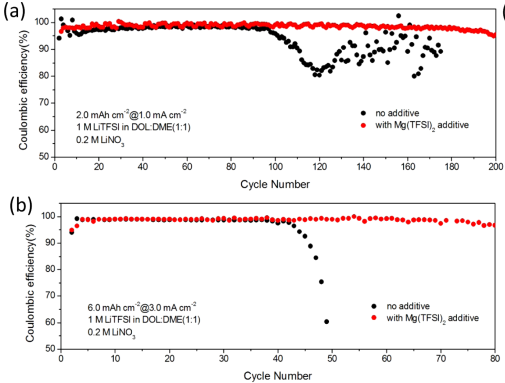 (a)
(
Coulombic efficiency(%)
100
90
80
70
60
50
2.0 mAh cm⁻²@1.0 mA cm⁻²
1 M LiTFSI in DOL:DME(1:1)
0.2 M LiNO₃
no additive
with Mg(TFSI)₂ additive
0 20 40 60 80 100 120 140 160 180 200
Cycle Number
(b)
Coulombic efficiency(%)
100
90
80
70
60
50
6.0 mAh cm⁻²@3.0 mA cm⁻²
1 M LiTFSI in DOL:DME(1:1)
0.2 M LiNO₃
no additive
with Mg(TFSI)₂ additive
0 10 20 30 40 50 60 70 80
Cycle Number